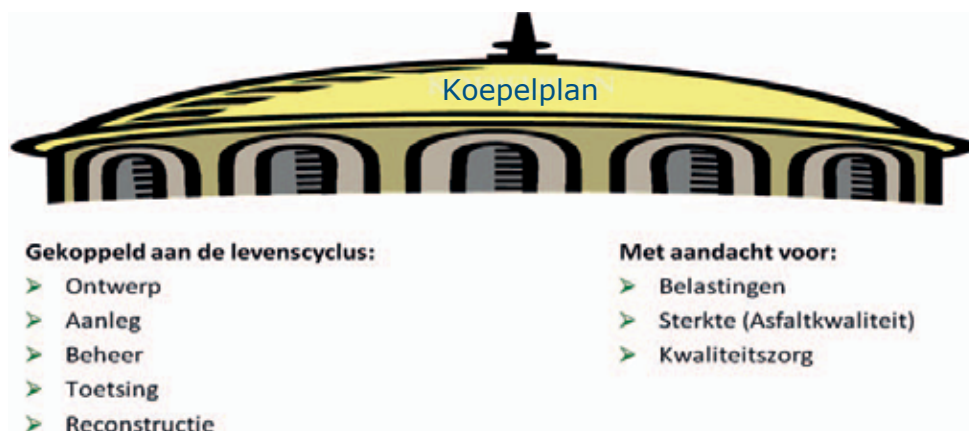 Koepelplan
Gekoppeld aan de levenscyclus:
➢ Ontwerp
➢ Aanleg
➢ Beheer
➢ Toetsing
➢ Reconstructie
Met aandacht voor:
➢ Belastingen
➢ Sterkte (Asfaltkwaliteit)
➢ Kwaliteitszorg